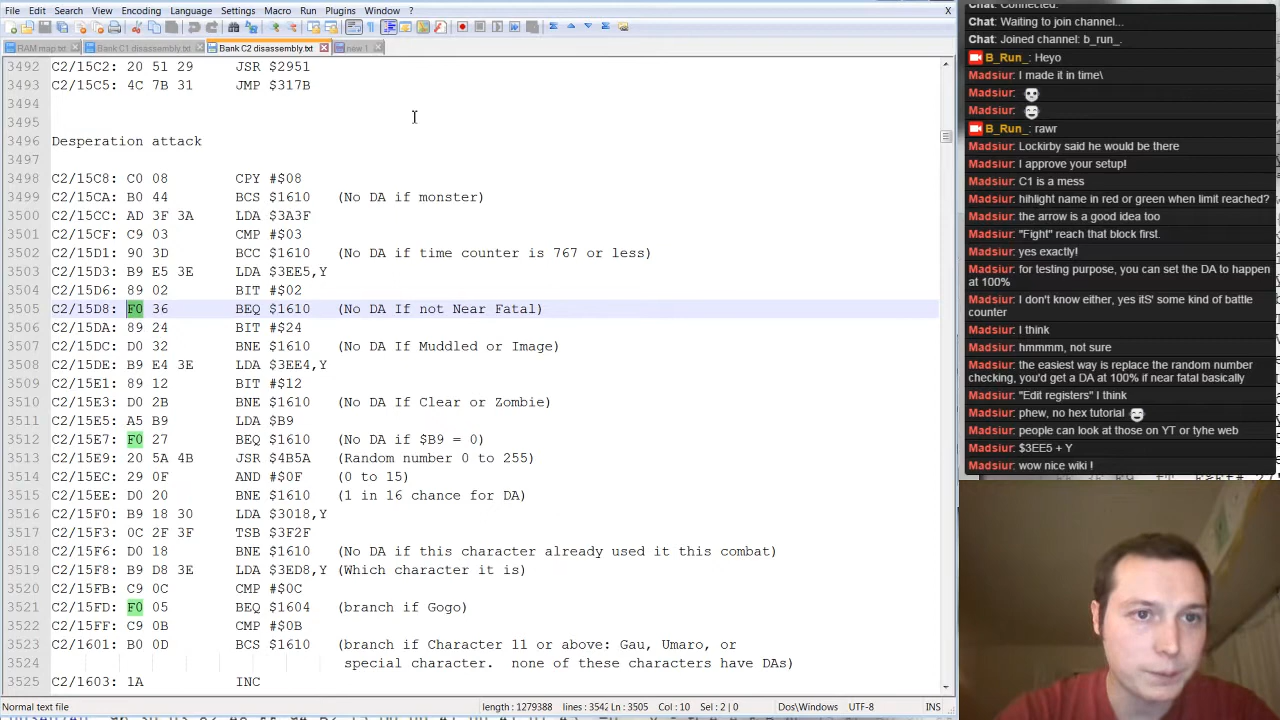 File Edit Search View Encoding Language Settings Macro Run Plugins Window ? X
RAM map.txt Bank C1 disassembly.txt Bank C2 disassembly.txt new 1
3492 C2/15C2: 20 51 29 JSR $2951
3493 C2/15C5: 4C 7B 31 JMP $317B
3494
3495
3496 Desperation attack
3497
3498 C2/15C8: C0 08 CPY #$08
3499 C2/15CA: B0 44 BCS $1610 (No DA if monster)
3500 C2/15CC: AD 3F 3A LDA $3A3F
3501 C2/15CF: C9 03 CMP #$03
3502 C2/15D1: 90 3D BCC $1610 (No DA if time counter is 767 or less)
3503 C2/15D3: B9 E5 3E LDA $3EE5,Y
3504 C2/15D6: 89 02 BIT #$02
3505 C2/15D8: F0 36 BEQ $1610 (No DA If not Near Fatal)
3506 C2/15DA: 89 24 BIT #$24
3507 C2/15DC: D0 32 BNE $1610 (No DA If Muddled or Image)
3508 C2/15DE: B9 E4 3E LDA $3EE4,Y
3509 C2/15E1: 89 12 BIT #$12
3510 C2/15E3: D0 2B BNE $1610 (No DA If Clear or Zombie)
3511 C2/15E5: A5 B9 LDA $B9
3512 C2/15E7: F0 27 BEQ $1610 (No DA if $B9 = 0)
3513 C2/15E9: 20 5A 4B JSR $4B5A (Random number 0 to 255)
3514 C2/15EC: 29 0F AND #$0F (0 to 15)
3515 C2/15EE: D0 20 BNE $1610 (1 in 16 chance for DA)
3516 C2/15F0: B9 18 30 LDA $3018,Y
3517 C2/15F3: 0C 2F 3F TSB $3F2F
3518 C2/15F6: D0 18 BNE $1610 (No DA if this character already used it this combat)
3519 C2/15F8: B9 D8 3E LDA $3ED8,Y (Which character it is)
3520 C2/15FB: C9 0C CMP #$0C
3521 C2/15FD: F0 05 BEQ $1604 (branch if Gogo)
3522 C2/15FF: C9 0B CMP #$0B
3523 C2/1601: B0 0D BCS $1610 (branch if Character 11 or above: Gau, Umaro, or
3524 special character. none of these characters have DAs)
3525 C2/1603: 1A INC
Normal text file length : 1279388 Ln : 3505 Col : 10 Sel : 2 | 0 Dos\Windows UTF-8 INS
Chat: Connected.
Chat: Waiting to join channel...
Chat: Joined channel: b_run_.
B_Run_: Heyo
Madsiur: I made it in time\
Madsiur:
Madsiur:
B_Run_: rawr
Madsiur: Lockirby said he would be there
Madsiur: I approve your setup!
Madsiur: C1 is a mess
Madsiur: hihlight name in red or green when limit reached?
Madsiur: the arrow is a good idea too
Madsiur: "Fight" reach that block first.
Madsiur: yes exactly!
Madsiur: for testing purpose, you can set the DA to happen
at 100%
Madsiur: I don't know either, yes itS' some kind of battle
counter
Madsiur: I think
Madsiur: hmmmm, not sure
Madsiur: the easiest way is replace the random number
checking, you'd get a DA at 100% if near fatal basically
Madsiur: "Edit registers" I think
Madsiur: phew, no hex tutorial
Madsiur: people can look at those on YT or tyhe web
Madsiur: $3EE5 + Y
Madsiur: wow nice wiki !